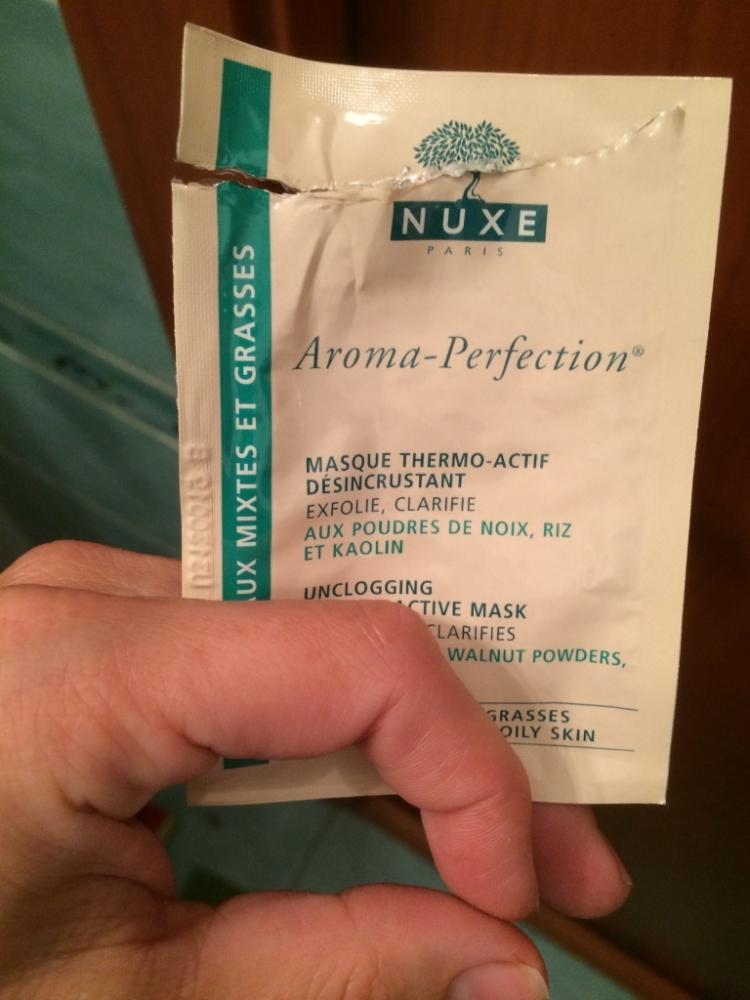 NUXE
PARIS
Aroma-Perfection®
MASQUE THERMO-ACTIF
DÉSINCRUSTANT
EXFOLIE, CLARIFIE
AUX POUDRES DE NOIX, RIZ
ET KAOLIN
UNCLOGGING
ACTIVE MASK
CLARIFIES
WALNUT POWDERS,
GRASSES
OILY SKIN
AUX MIXTES ET GRASSES